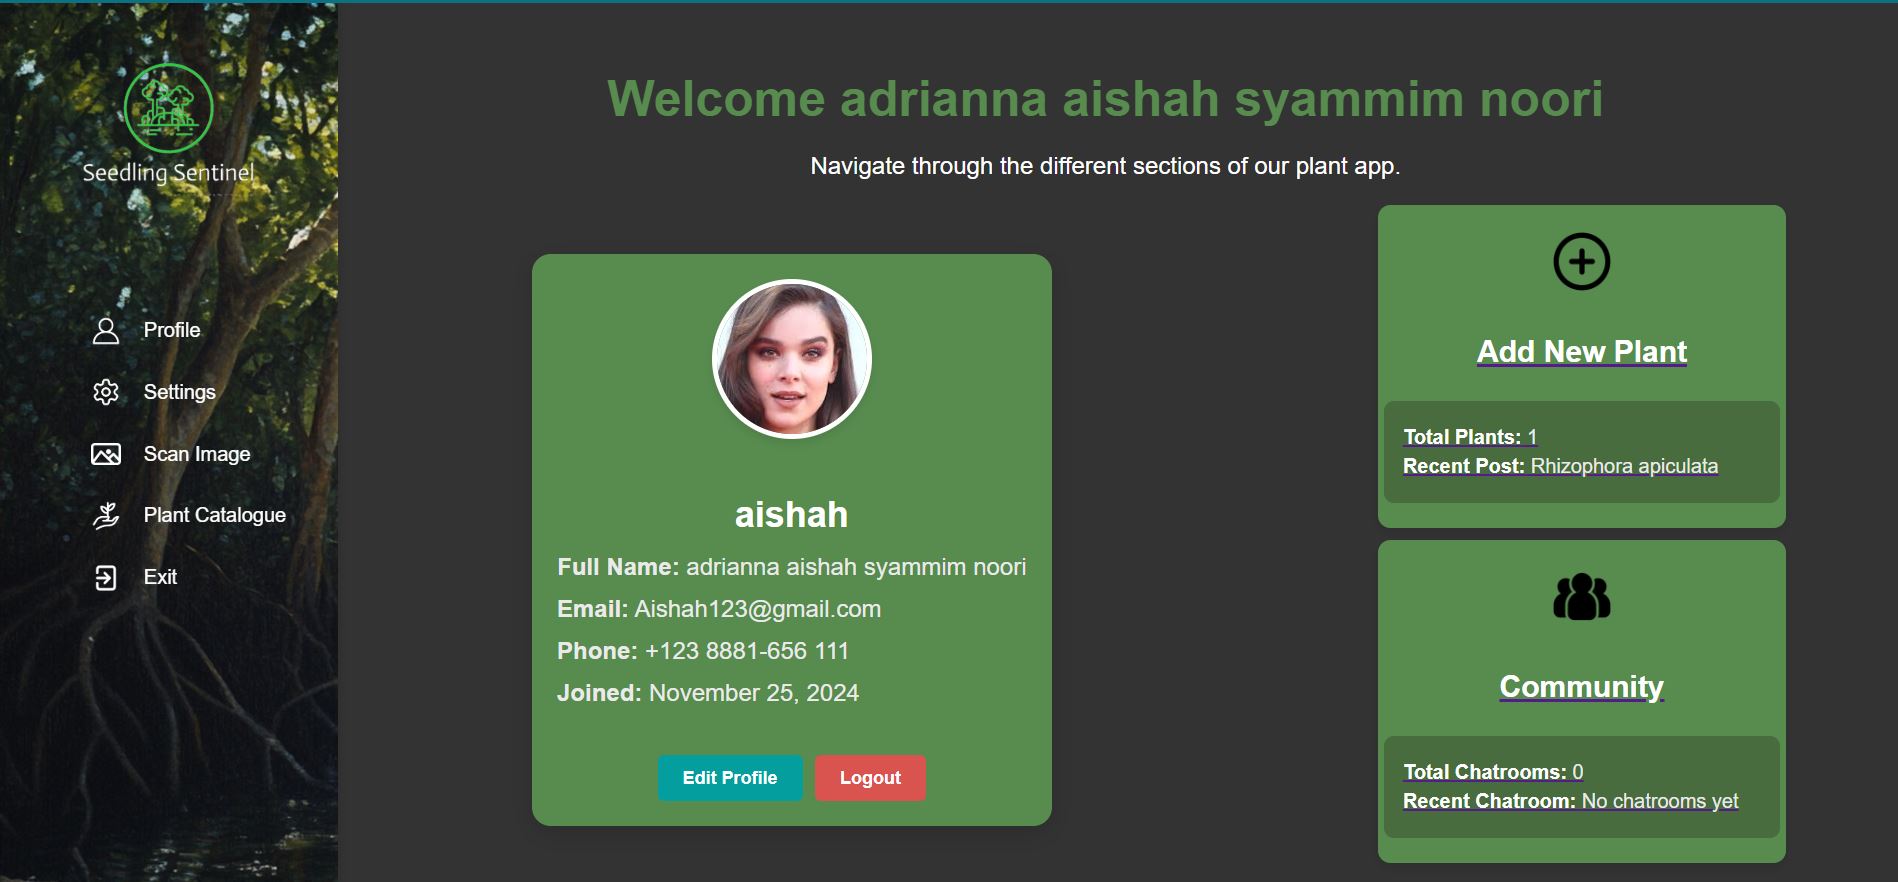 Seedling Sentinel
Profile
Settings
Scan Image
Plant Catalogue
Exit
Welcome adrianna aishah syammim noori
Navigate through the different sections of our plant app.
aishah
Full Name: adrianna aishah syammim noori
Email: Aishah123@gmail.com
Phone: +123 8881-656 111
Joined: November 25, 2024
Edit Profile
Logout
Add New Plant
Total Plants: 1
Recent Post: Rhizophora apiculata
Community
Total Chatrooms: 0
Recent Chatroom: No chatrooms yet